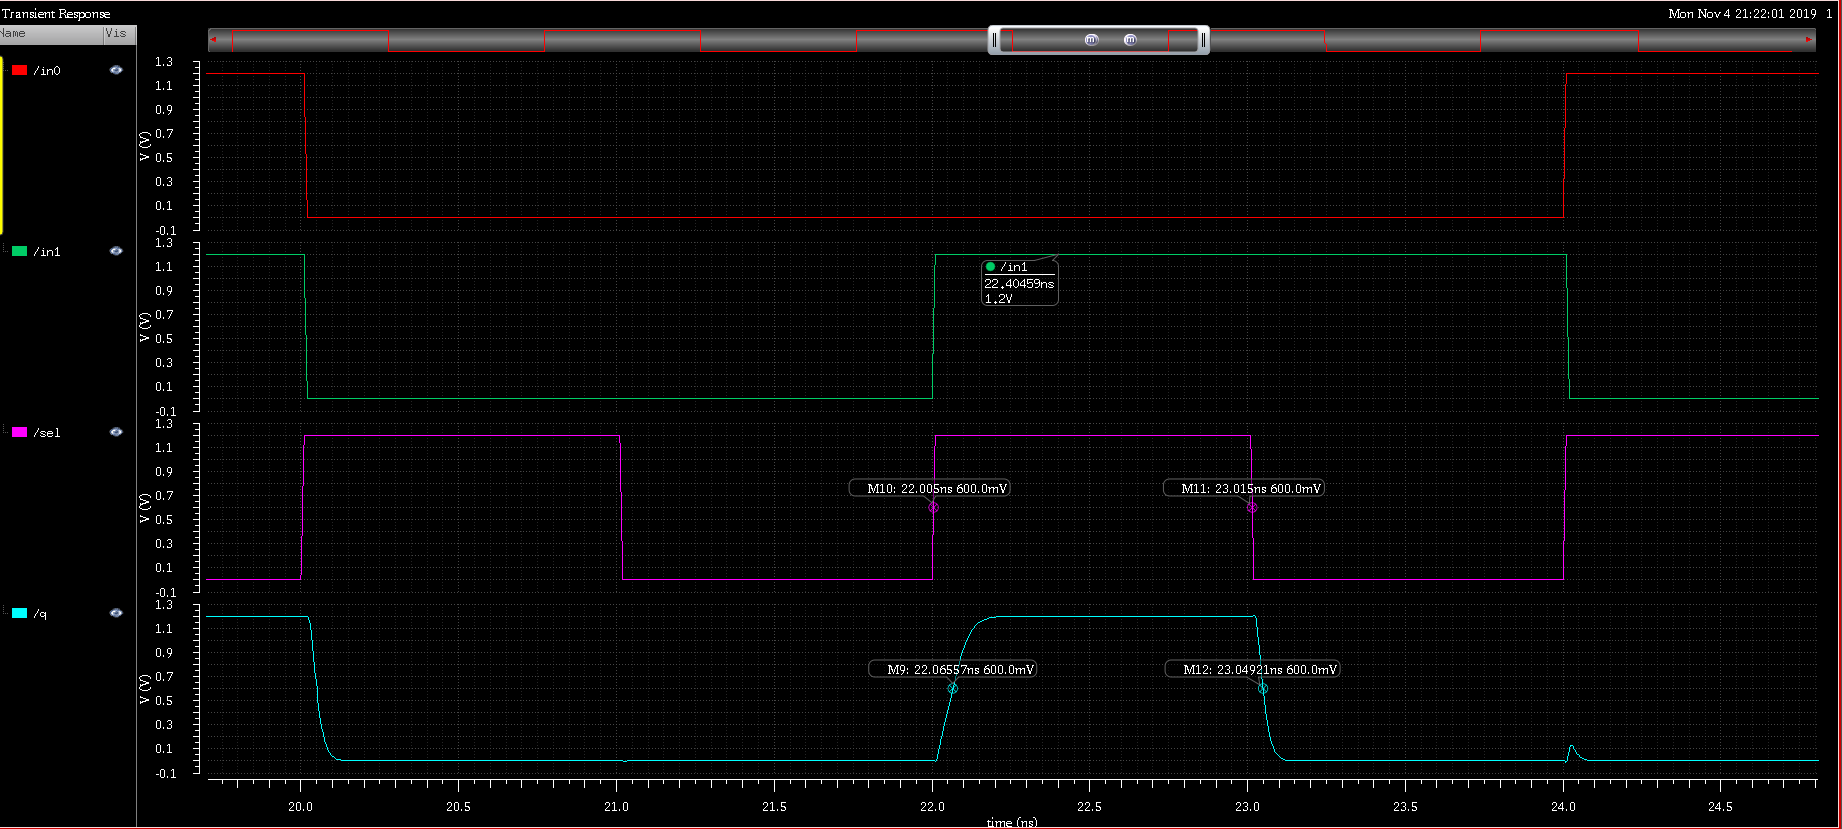 Transient Response
Mon Nov 4 21:22:01 2019 1
Name
Vis
/in0
V (V)
1.3
1.1
0.9
0.7
0.5
0.3
0.1
-0.1
/in1
V (V)
1.3
1.1
0.9
0.7
0.5
0.3
0.1
-0.1
/in1
22.40459ns
1.2V
/sel
V (V)
1.3
1.1
0.9
0.7
0.5
0.3
0.1
-0.1
M10: 22.005ns 600.0mV
M11: 23.015ns 600.0mV
/q
V (V)
1.3
1.1
0.9
0.7
0.5
0.3
0.1
-0.1
M9: 22.06557ns 600.0mV
M12: 23.04921ns 600.0mV
20.0 20.5 21.0 21.5 22.0 22.5 23.0 23.5 24.0 24.5
time (ns)